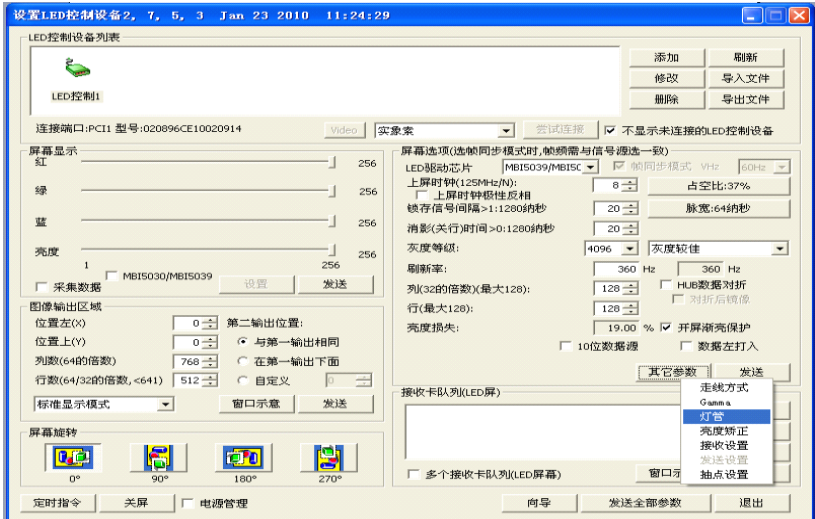 设置LED控制设备2, 7, 5, 3 Jan 23 2010 11:24:29
LED控制设备列表
LED控制1
添加
刷新
修改
导入文件
删除
导出文件
连接端口:PCI1 型号:020896CE10020914
Video
实象素
尝试连接
不显示未连接的LED控制设备
屏幕显示
红
256
绿
256
蓝
256
亮度
256
1
256
采集数据
MBI5030/MBI5039
设置
发送
图像输出区域
位置左(X)
0
第二输出位置:
位置上(Y)
0
与第一输出相同
列数(64的倍数)
768
在第一输出下面
行数(64/32的倍数,<641)
512
自定义
0
标准显示模式
窗口示意
发送
屏幕旋转
0°
90°
180°
270°
屏幕选项(选帧同步模式时,帧频需与信号源选一致)
LED驱动芯片
MBI5039/MBI5C
帧同步模式
VHz
60Hz
上屏时钟(125MHz/N):
8
占空比:37%
上屏时钟极性反相
锁存信号间隔>1:1280纳秒
20
脉宽:64纳秒
消影(关行)时间>0:1280纳秒
20
灰度等级:
4096
灰度较佳
刷新率:
360 Hz
360 Hz
列(32的倍数)(最大128):
128
HUB数据对折
对折后镜像
行(最大128):
128
亮度损失:
19.00 %
开屏渐亮保护
10位数据源
数据左打入
其它参数
发送
接收卡队列(LED屏)
走线方式
Gamma
灯管
亮度矫正
接收设置
发送设置
抽点设置
多个接收卡队列(LED屏幕)
窗口示
定时指令
关屏
电源管理
向导
发送全部参数
退出